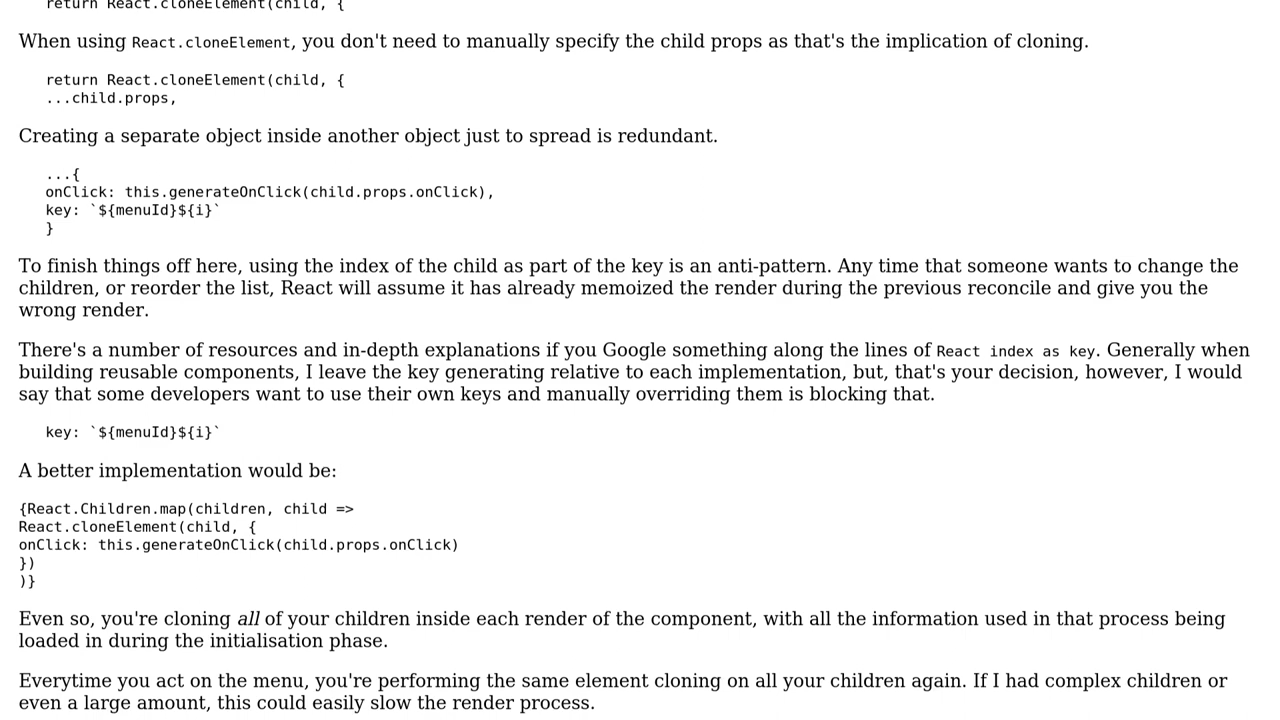 return React.cloneElement(child, {
When using React.cloneElement, you don't need to manually specify the child props as that's the implication of cloning.
return React.cloneElement(child, {
...child.props,
Creating a separate object inside another object just to spread is redundant.
...{
onClick: this.generateOnClick(child.props.onClick),
key: `${menuId}${i}`
}
To finish things off here, using the index of the child as part of the key is an anti-pattern. Any time that someone wants to change the
children, or reorder the list, React will assume it has already memoized the render during the previous reconcile and give you the
wrong render.
There's a number of resources and in-depth explanations if you Google something along the lines of React index as key. Generally when
building reusable components, I leave the key generating relative to each implementation, but, that's your decision, however, I would
say that some developers want to use their own keys and manually overriding them is blocking that.
key: `${menuId}${i}`
A better implementation would be:
{React.Children.map(children, child =>
React.cloneElement(child, {
onClick: this.generateOnClick(child.props.onClick)
})
)}
Even so, you're cloning all of your children inside each render of the component, with all the information used in that process being
loaded in during the initialisation phase.
Everytime you act on the menu, you're performing the same element cloning on all your children again. If I had complex children or
even a large amount, this could easily slow the render process.